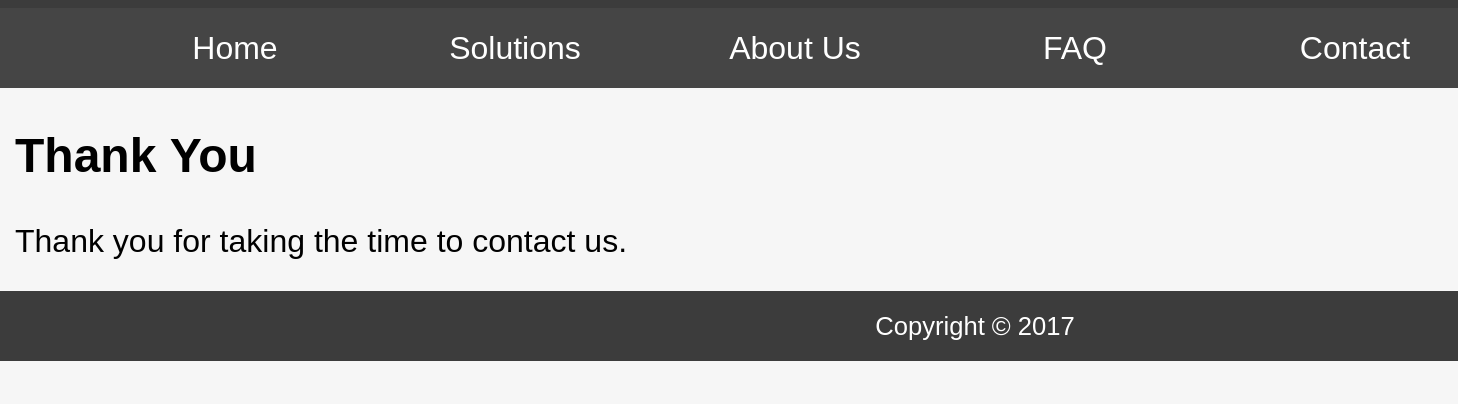 Home Solutions About Us FAQ Contact
Thank You
Thank you for taking the time to contact us.
Copyright © 2017